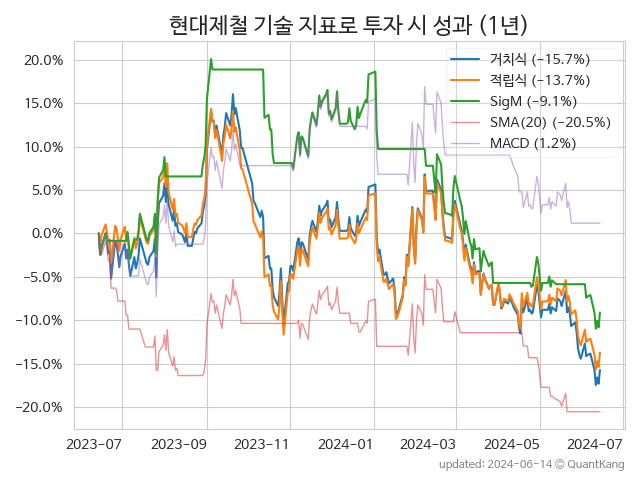 현대제철 기술 지표로 투자 시 성과 (1년)
거치식 (−15.7%)
적립식 (−13.7%)
SigM (−9.1%)
SMA(20) (−20.5%)
MACD (1.2%)
20.0%
15.0%
10.0%
5.0%
0.0%
−5.0%
−10.0%
−15.0%
−20.0%
2023-07 2023-09 2023-11 2024-01 2024-03 2024-05 2024-07
updated: 2024-06-14 © QuantKang